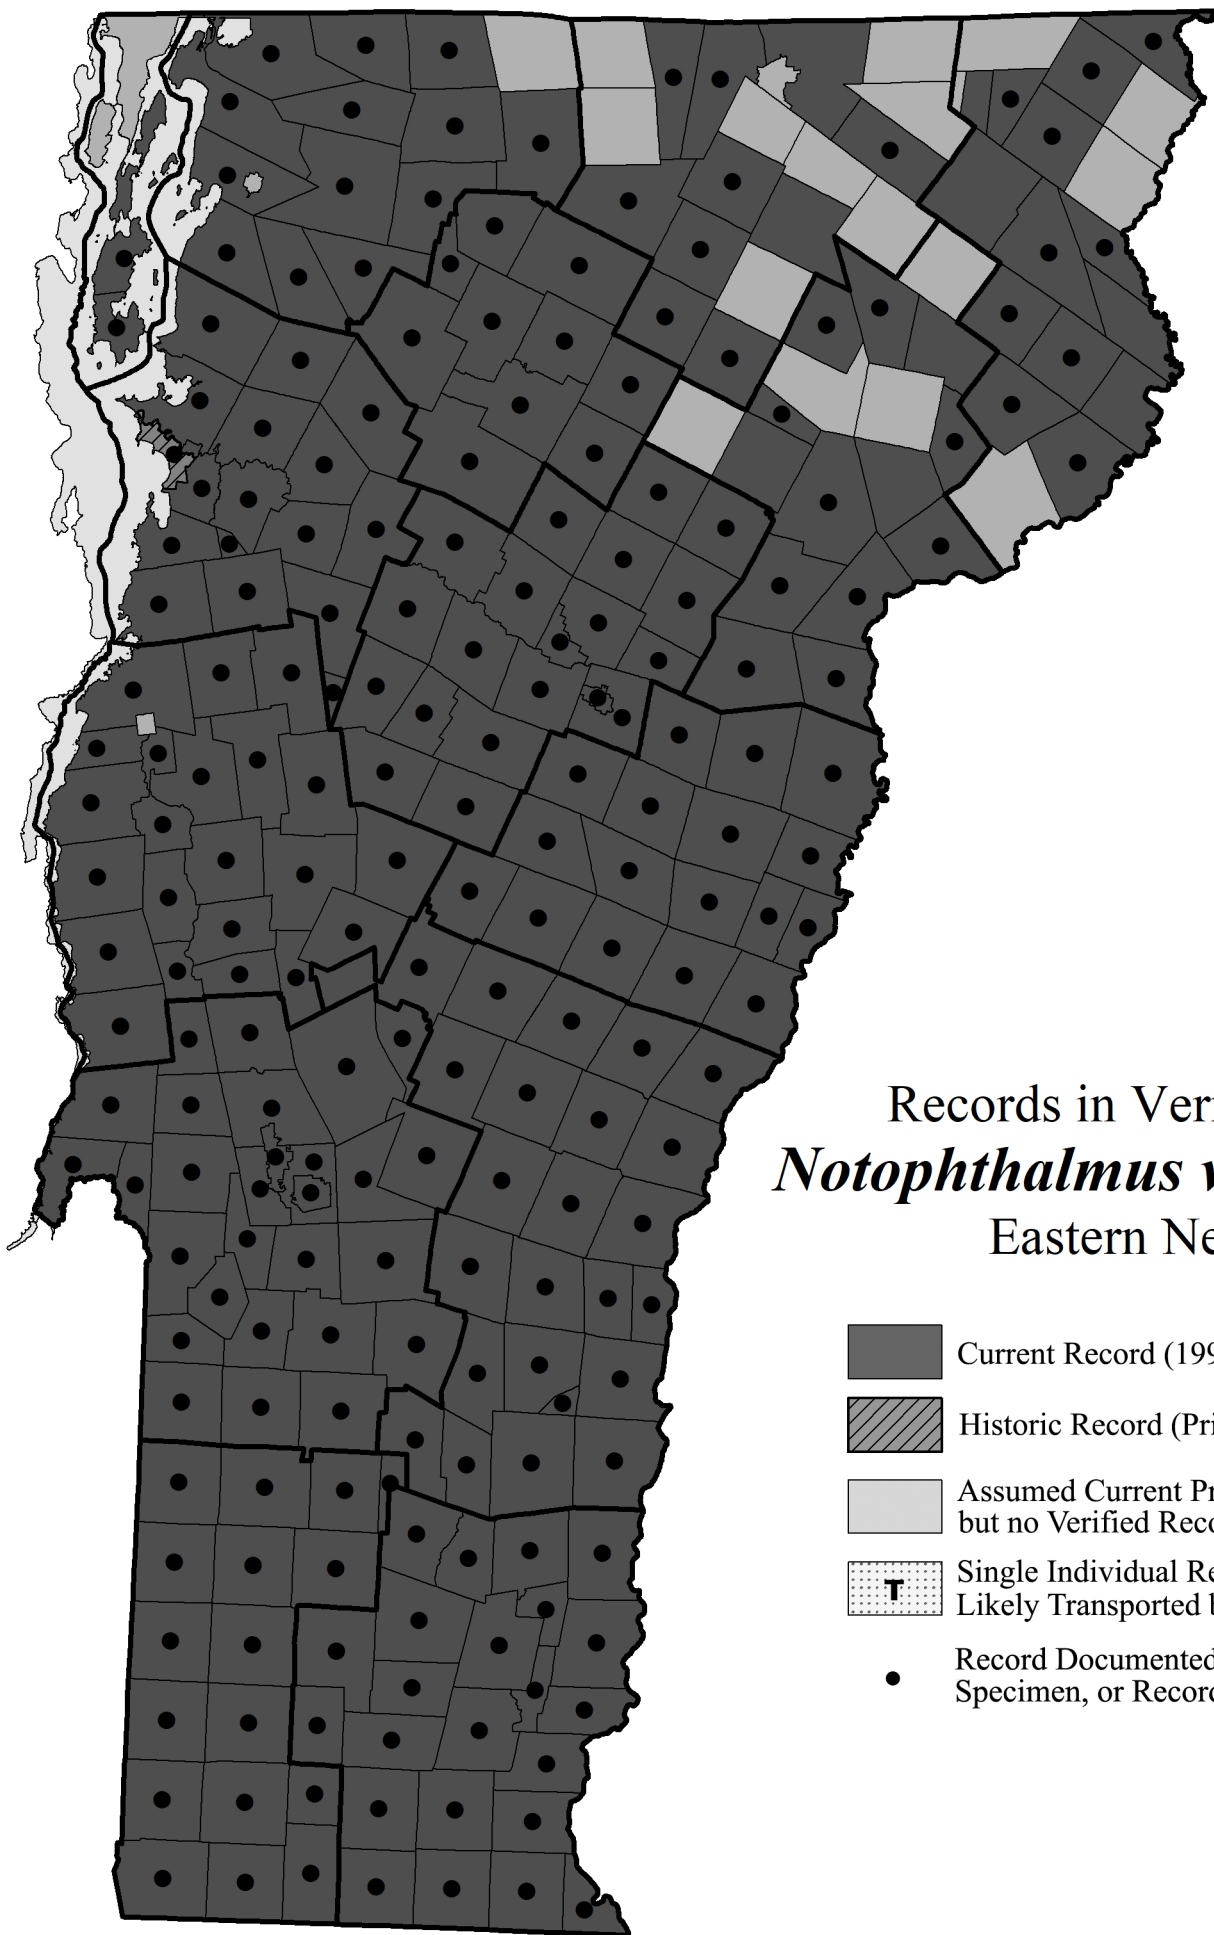 Records in Ver
Notophthalmus v
Eastern Ne
Current Record (199
Historic Record (Pri
Assumed Current Pr
but no Verified Reco
T
Single Individual Re
Likely Transported b
Record Documented
Specimen, or Record